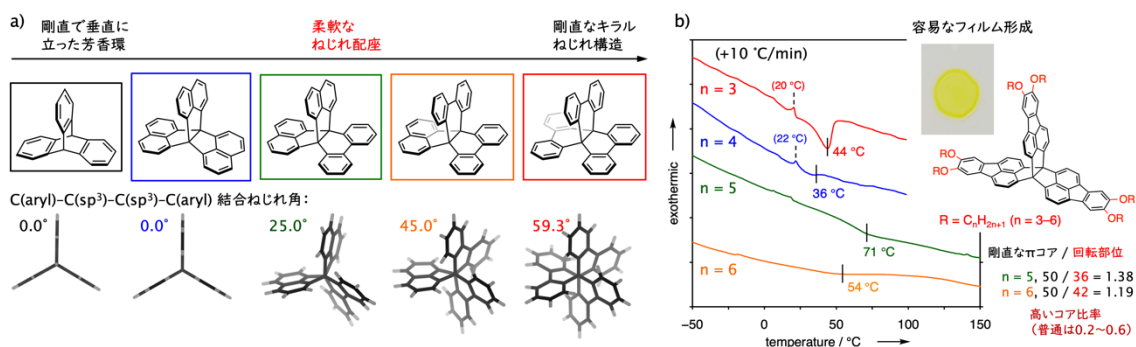 a)
剛直で垂直に
立った芳香環
柔軟な
ねじれ配座
剛直なキラル
ねじれ構造
C(aryl)–C(sp³)–C(sp³)–C(aryl) 結合ねじれ角：
0.0°
0.0°
25.0°
45.0°
59.3°
b)
容易なフィルム形成
(+10 ˚C/min)
(20 °C)
n = 3
44 °C
(22 °C)
n = 4
36 °C
n = 5
71 °C
n = 6
54 °C
exothermic
−50
0
50
100
150
temperature / °C
OR
RO
RO
RO
OR
OR
R = CnH2n+1 (n = 3–6)
剛直なπコア / 回転部位
n = 5, 50 / 36 = 1.38
n = 6, 50 / 42 = 1.19
高いコア比率
（普通は0.2〜0.6）